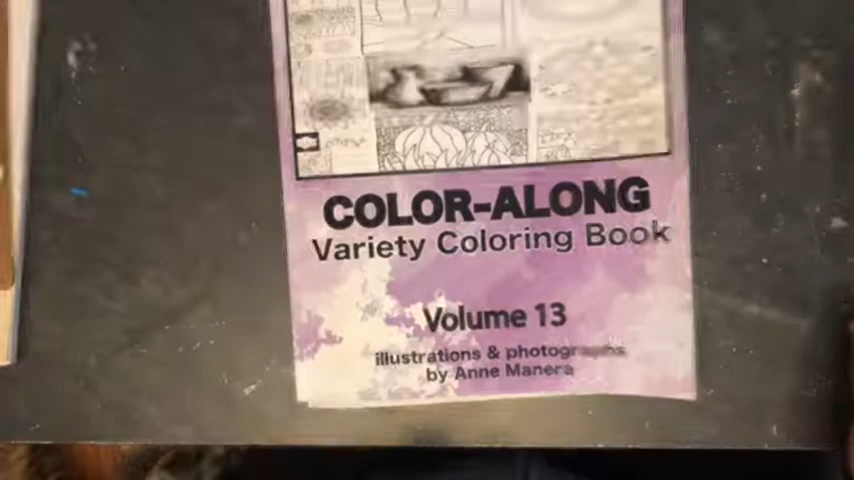 COLOR-ALONG
Variety Coloring Book
Volume 13
illustrations & photographs
by Anne Manera